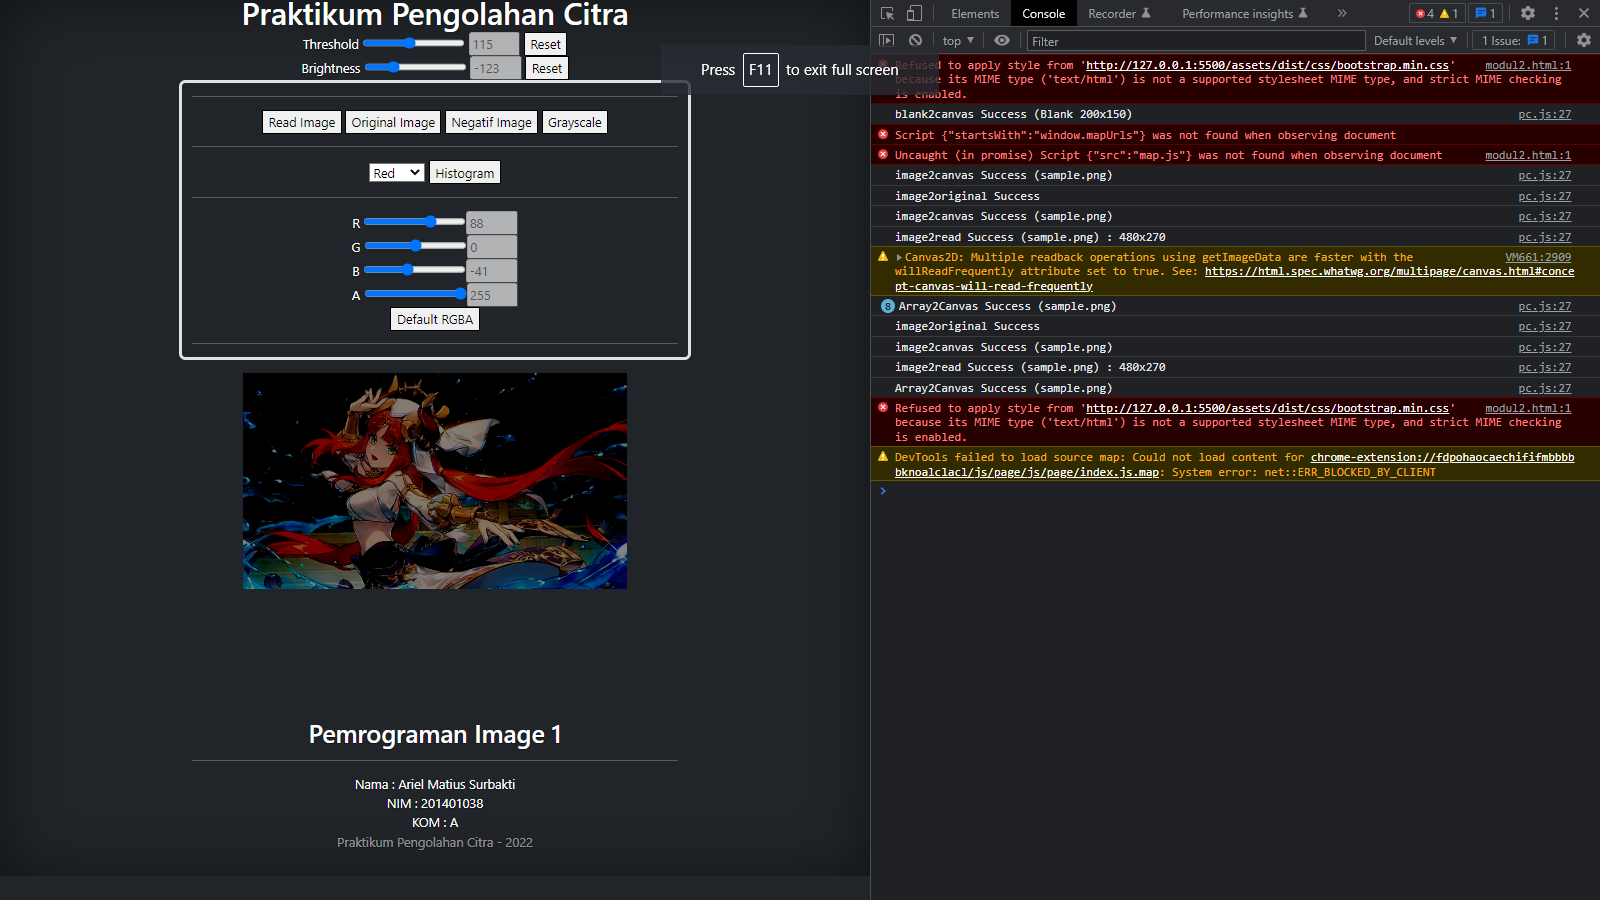 Praktikum Pengolahan Citra
Threshold 115 Reset
Brightness -123 Reset
Read Image Original Image Negatif Image Grayscale
Red Histogram
R 88
G 0
B -41
A 255
Default RGBA
Pemrograman Image 1
Nama : Ariel Matius Surbakti
NIM : 201401038
KOM : A
Praktikum Pengolahan Citra - 2022
Press F11 to exit full screen
Elements Console Recorder Performance insights » 4 1 1
top Filter Default levels 1 Issue: 1
Refused to apply style from 'http://127.0.0.1:5500/assets/dist/css/bootstrap.min.css' modul2.html:1
because its MIME type ('text/html') is not a supported stylesheet MIME type, and strict MIME checking
is enabled.
blank2canvas Success (Blank 200x150) pc.js:27
Script {"startsWith":"window.mapUrls"} was not found when observing document
Uncaught (in promise) Script {"src":"map.js"} was not found when observing document modul2.html:1
image2canvas Success (sample.png) pc.js:27
image2original Success pc.js:27
image2canvas Success (sample.png) pc.js:27
image2read Success (sample.png) : 480x270 pc.js:27
Canvas2D: Multiple readback operations using getImageData are faster with the VM661:2909
willReadFrequently attribute set to true. See: https://html.spec.whatwg.org/multipage/canvas.html#conce
pt-canvas-will-read-frequently
8 Array2Canvas Success (sample.png) pc.js:27
image2original Success pc.js:27
image2canvas Success (sample.png) pc.js:27
image2read Success (sample.png) : 480x270 pc.js:27
Array2Canvas Success (sample.png) pc.js:27
Refused to apply style from 'http://127.0.0.1:5500/assets/dist/css/bootstrap.min.css' modul2.html:1
because its MIME type ('text/html') is not a supported stylesheet MIME type, and strict MIME checking
is enabled.
DevTools failed to load source map: Could not load content for chrome-extension://fdpohaocaechififmbbbb
bknoalclacl/js/page/js/page/index.js.map: System error: net::ERR_BLOCKED_BY_CLIENT